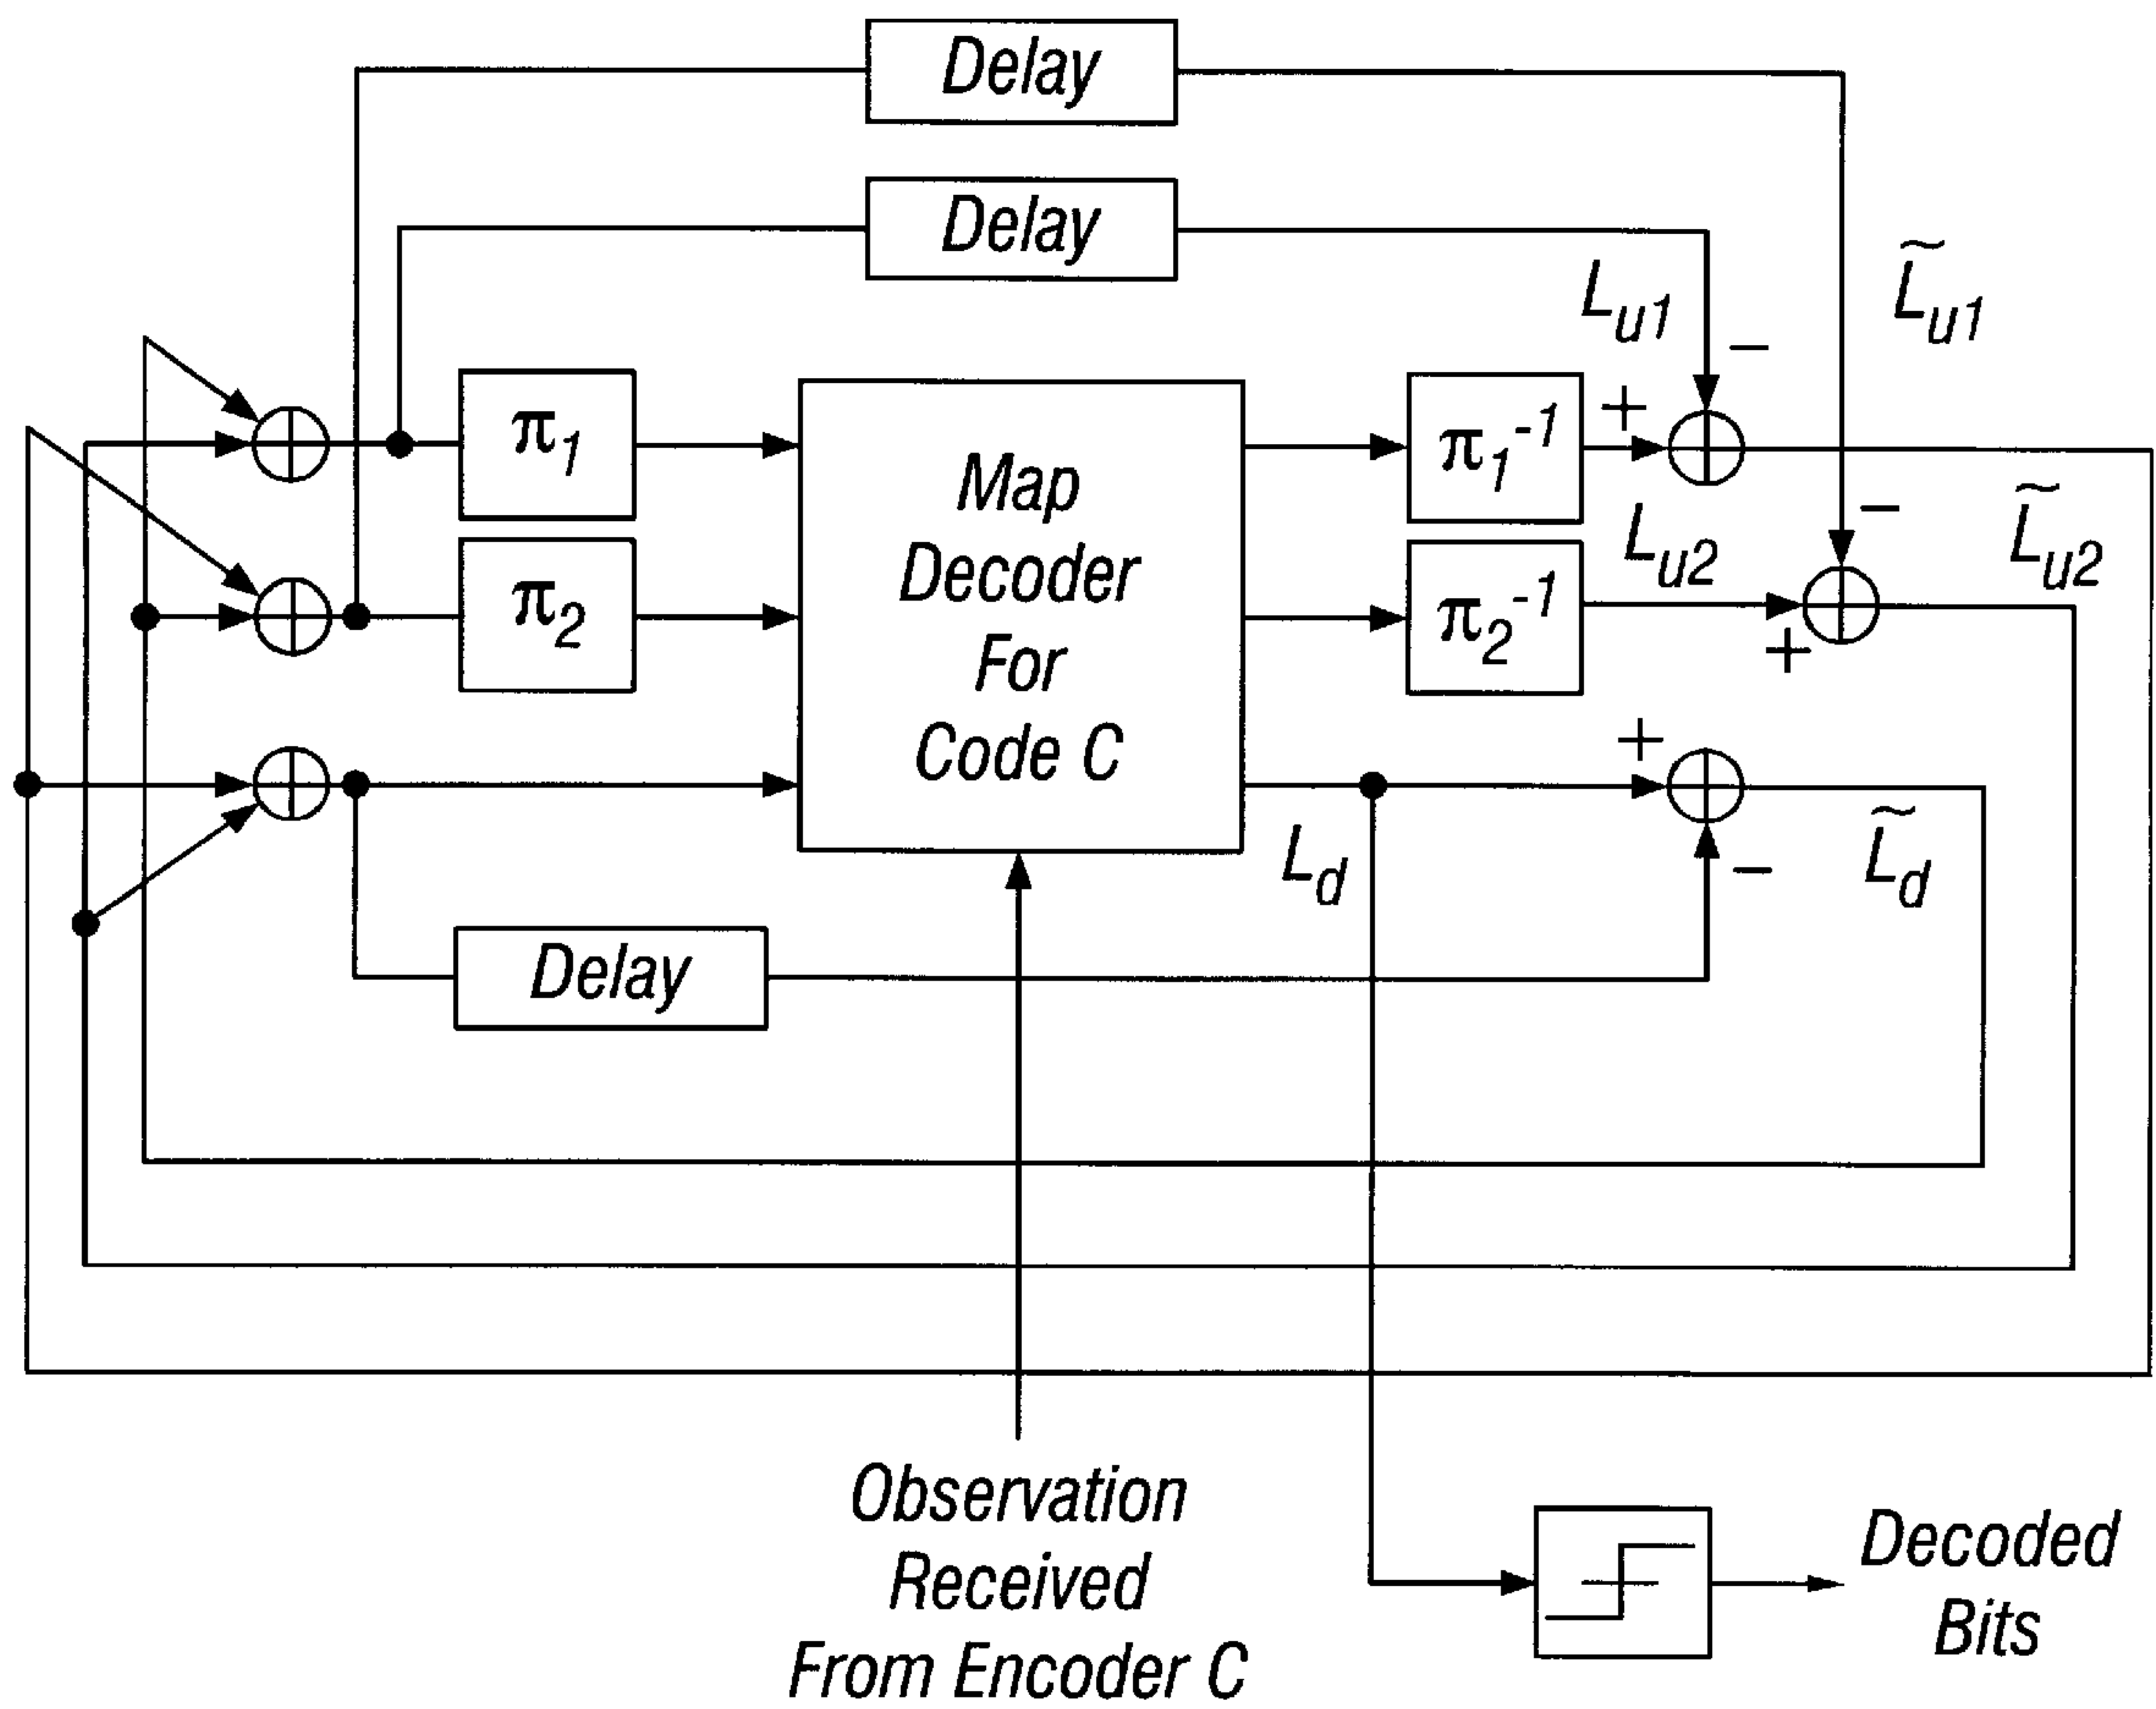 Delay
Delay
L̃u1
Lu1
−
+
π1
π1^-1
Map
Decoder
For
Code C
−
L̃u2
Lu2
π2
π2^-1
+
+
−
Ld
L̃d
Delay
Observation
Received
From Encoder C
Decoded
Bits